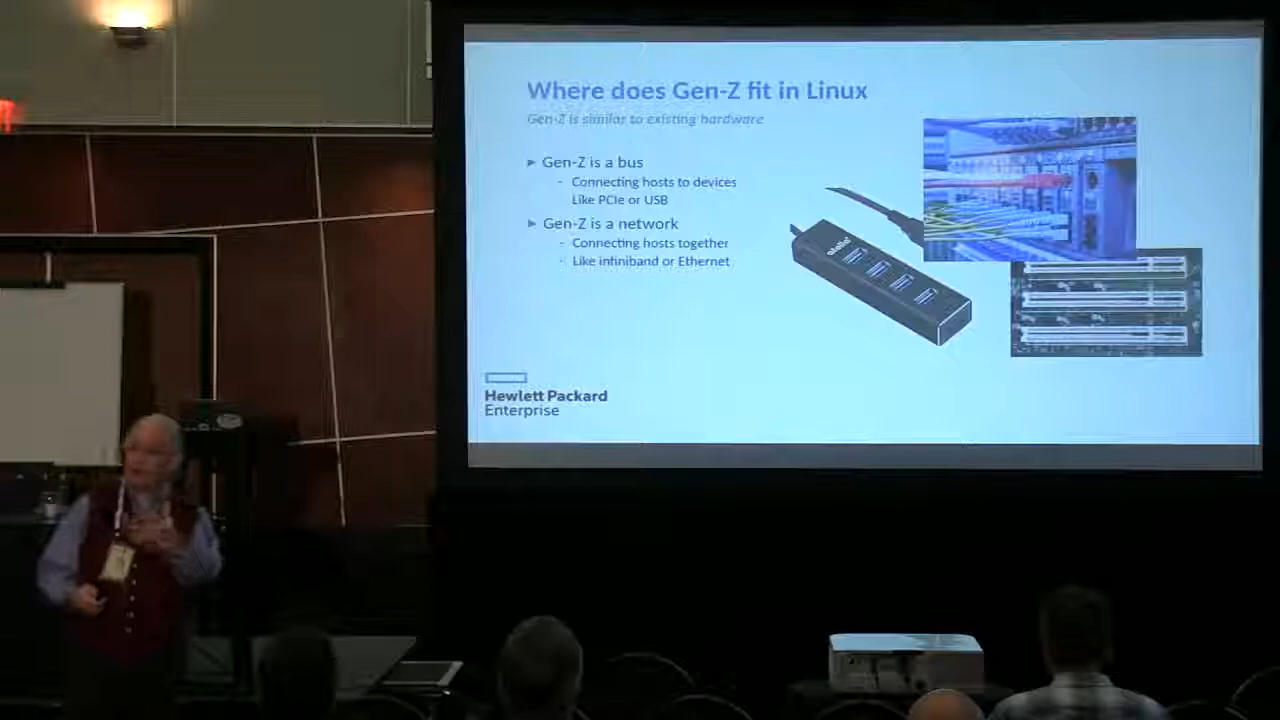 Where does Gen-Z fit in Linux
Gen-Z is similar to existing hardware
Gen-Z is a bus
- Connecting hosts to devices
Like PCIe or USB
Gen-Z is a network
- Connecting hosts together
- Like infiniband or Ethernet
Hewlett Packard
Enterprise